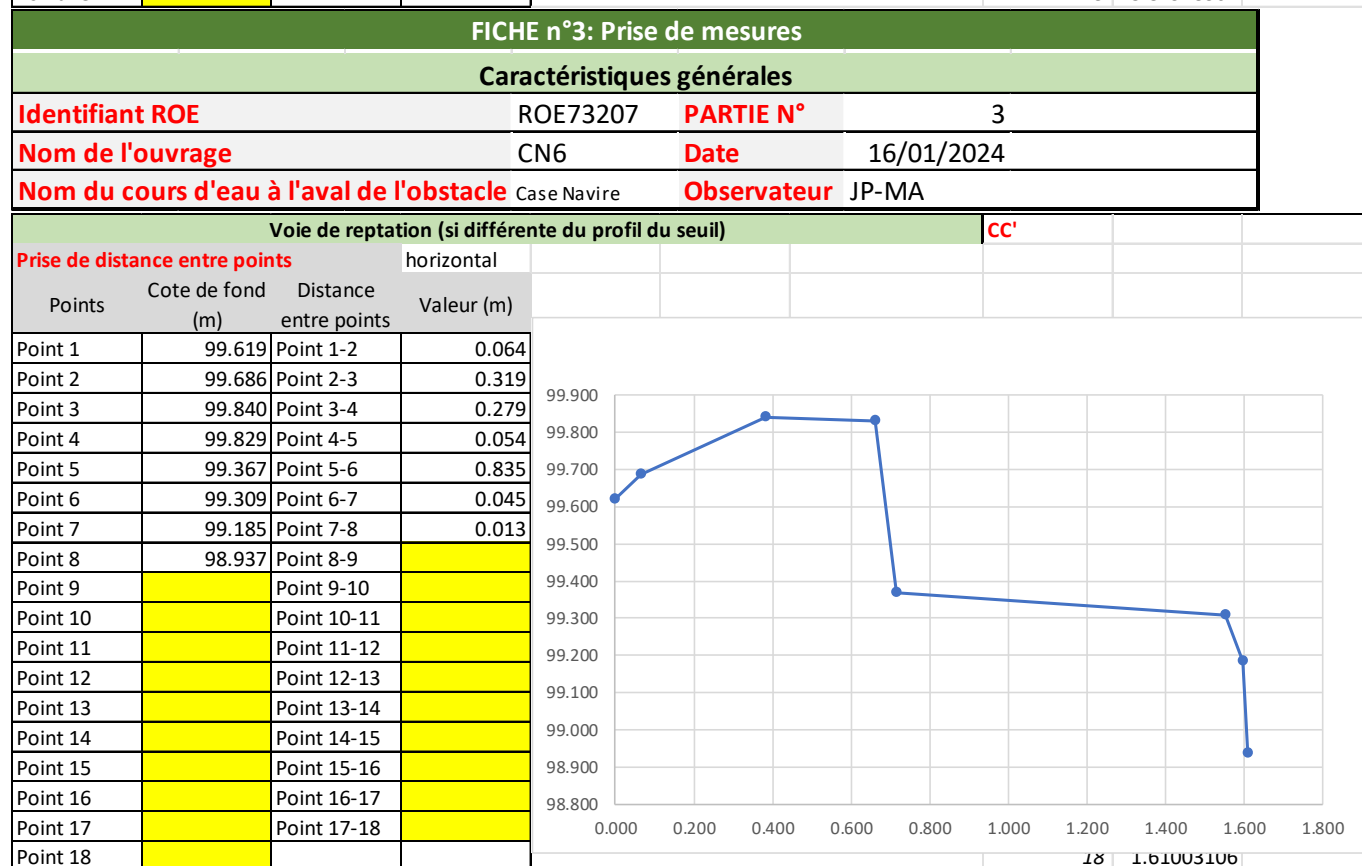 FICHE n°3: Prise de mesures
Caractéristiques générales
Identifiant ROE ROE73207 PARTIE N° 3
Nom de l'ouvrage CN6 Date 16/01/2024
Nom du cours d'eau à l'aval de l'obstacle Case Navire Observateur JP-MA
Voie de reptation (si différente du profil du seuil) CC'
Prise de distance entre points horizontal
Points Cote de fond (m) Distance entre points Valeur (m)
Point 1 99.619 Point 1-2 0.064
Point 2 99.686 Point 2-3 0.319
Point 3 99.840 Point 3-4 0.279
Point 4 99.829 Point 4-5 0.054
Point 5 99.367 Point 5-6 0.835
Point 6 99.309 Point 6-7 0.045
Point 7 99.185 Point 7-8 0.013
Point 8 98.937 Point 8-9
Point 9 Point 9-10
Point 10 Point 10-11
Point 11 Point 11-12
Point 12 Point 12-13
Point 13 Point 13-14
Point 14 Point 14-15
Point 15 Point 15-16
Point 16 Point 16-17
Point 17 Point 17-18
Point 18
99.900
99.800
99.700
99.600
99.500
99.400
99.300
99.200
99.100
99.000
98.900
98.800
0.000 0.200 0.400 0.600 0.800 1.000 1.200 1.400 1.600 1.800
18 1.61003106